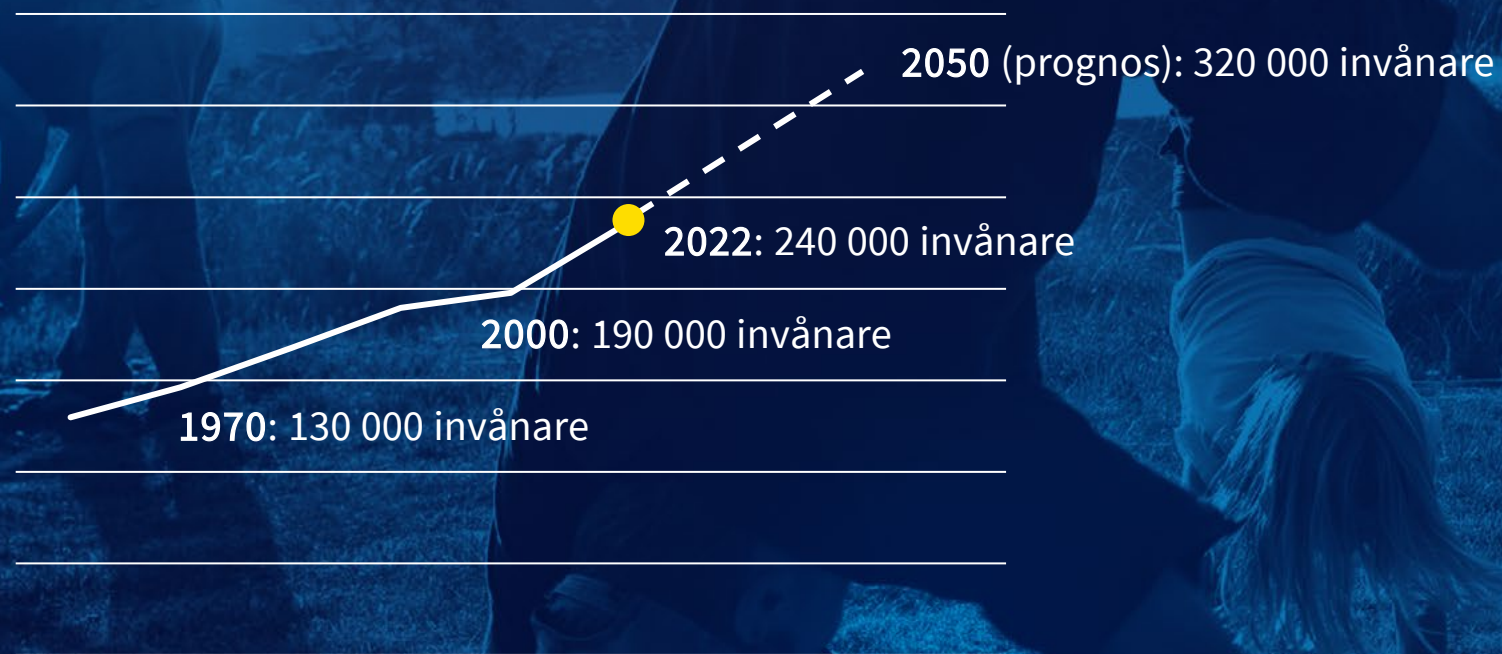 2050 (prognos): 320 000 invånare
2022: 240 000 invånare
2000: 190 000 invånare
1970: 130 000 invånare